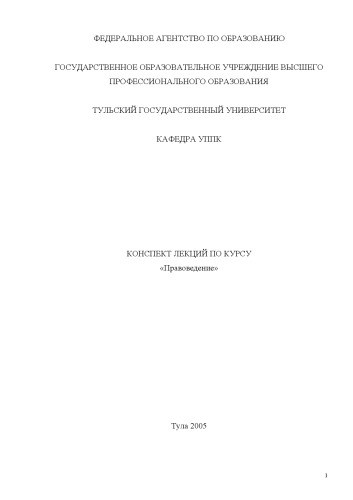 ФЕДЕРАЛЬНОЕ АГЕНТСТВО ПО ОБРАЗОВАНИЮ
ГОСУДАРСТВЕННОЕ ОБРАЗОВАТЕЛЬНОЕ УЧРЕЖДЕНИЕ ВЫСШЕГО
ПРОФЕССИОНАЛЬНОГО ОБРАЗОВАНИЯ
ТУЛЬСКИЙ ГОСУДАРСТВЕННЫЙ УНИВЕРСИТЕТ
КАФЕДРА УППК
КОНСПЕКТ ЛЕКЦИЙ ПО КУРСУ
«Правоведение»
Тула 2005
1